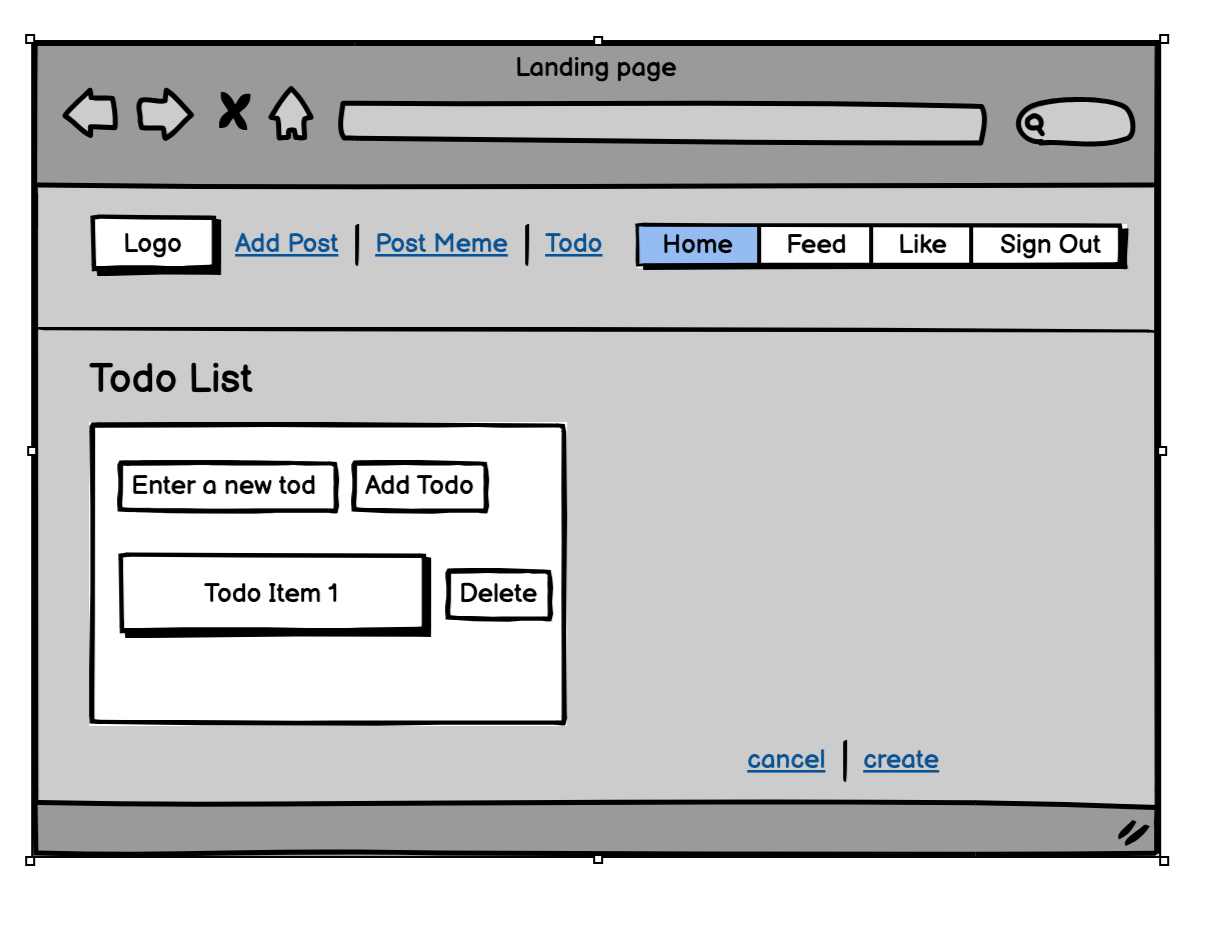 Landing page
Logo Add Post Post Meme Todo Home Feed Like Sign Out
Todo List
Enter a new tod Add Todo
Todo Item 1 Delete
cancel create